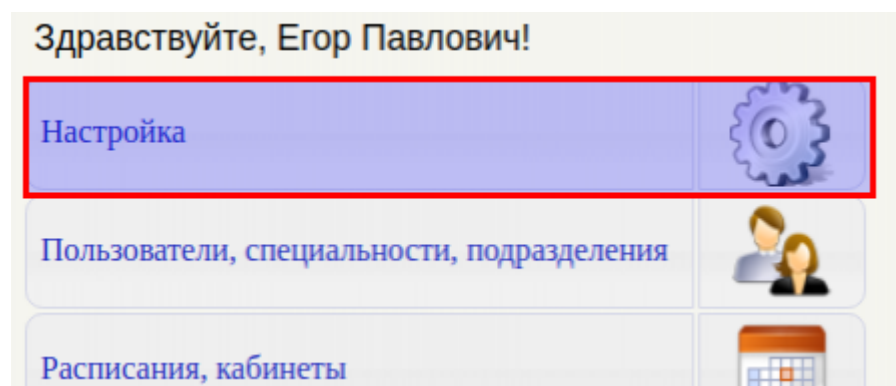 Здравствуйте, Егор Павлович!
Настройка
Пользователи, специальности, подразделения
Расписания, кабинеты